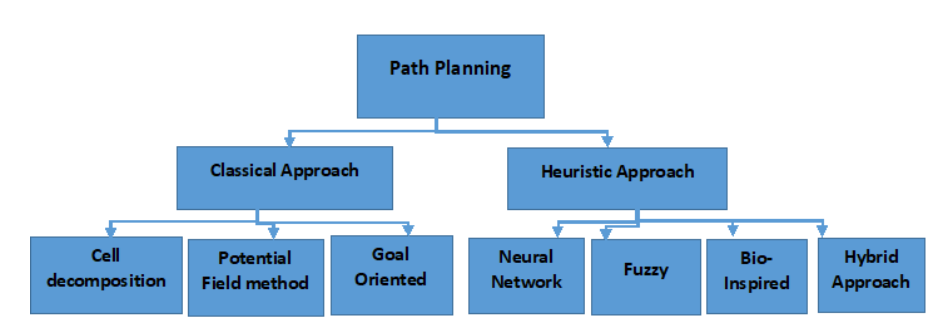 Path Planning
Classical Approach
Heuristic Approach
Cell
decomposition
Potential
Field method
Goal
Oriented
Neural
Network
Fuzzy
Bio-
Inspired
Hybrid
Approach